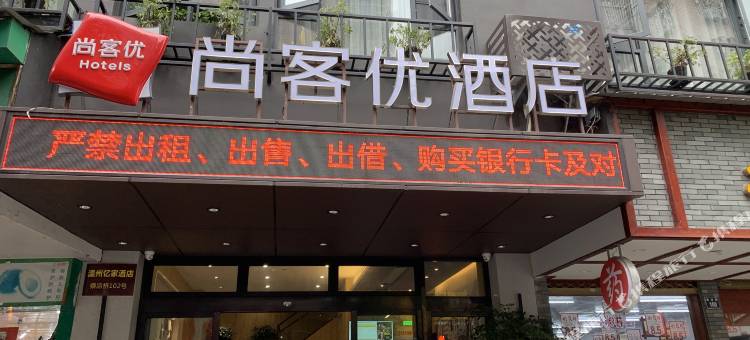 尚客优
Hotels
尚客优酒店
严禁出租、出售、出借、购买银行卡及对
温州亿家酒店
药